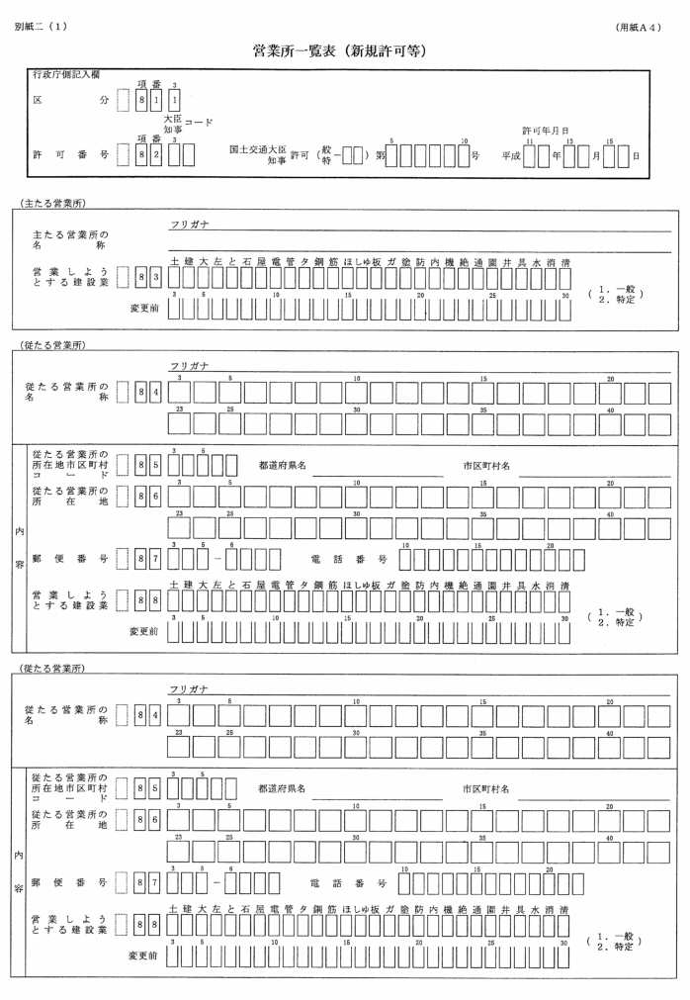 別紙二（１）
（用紙Ａ４）
営業所一覧表（新規許可等）
行政庁側記入欄
項番 3
区分 8 1 1
大臣
知事 コード
項番 3
許可年月日
許可番号 8 2 国土交通大臣 知事 許可（般 特－ ）第 5 10 号 平成 11 年 13 月 15 日
（主たる営業所）
フリガナ
主たる営業所の
名称
土建大左と石屋電管タ鋼筋ほしゅ板ガ塗防内機絶通園井具水消清
営業しよう
とする建設業 8 3
3 5 10 15 20 25 30
（１．一般
２．特定）
変更前
（従たる営業所）
フリガナ
3 5 10 15 20
従たる営業所の
名称 8 4
23 25 30 35 40
内容
従たる営業所の
所在地市区町村
コード 8 5 3 5 都道府県名 市区町村名
従たる営業所の
所在地 8 6 3 5 10 15 20
23 25 30 35 40
郵便番号 8 7 3 5 － 6 電話番号 10 15 20
土建大左と石屋電管タ鋼筋ほしゅ板ガ塗防内機絶通園井具水消清
営業しよう
とする建設業 8 8
3 5 10 15 20 25 30
（１．一般
２．特定）
変更前
（従たる営業所）
フリガナ
3 5 10 15 20
従たる営業所の
名称 8 4
23 25 30 35 40
内容
従たる営業所の
所在地市区町村
コード 8 5 3 5 都道府県名 市区町村名
従たる営業所の
所在地 8 6 3 5 10 15 20
23 25 30 35 40
郵便番号 8 7 3 5 － 6 電話番号 10 15 20
土建大左と石屋電管タ鋼筋ほしゅ板ガ塗防内機絶通園井具水消清
営業しよう
とする建設業 8 8
3 5 10 15 20 25 30
（１．一般
２．特定）
変更前